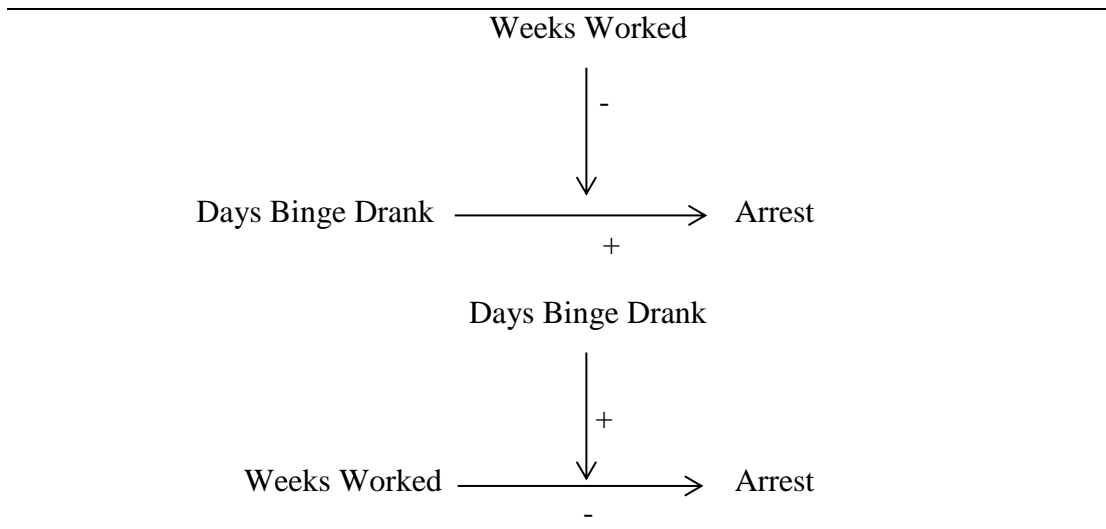 Weeks Worked
-
Days Binge Drank Arrest
+
Days Binge Drank
+
Weeks Worked Arrest
-